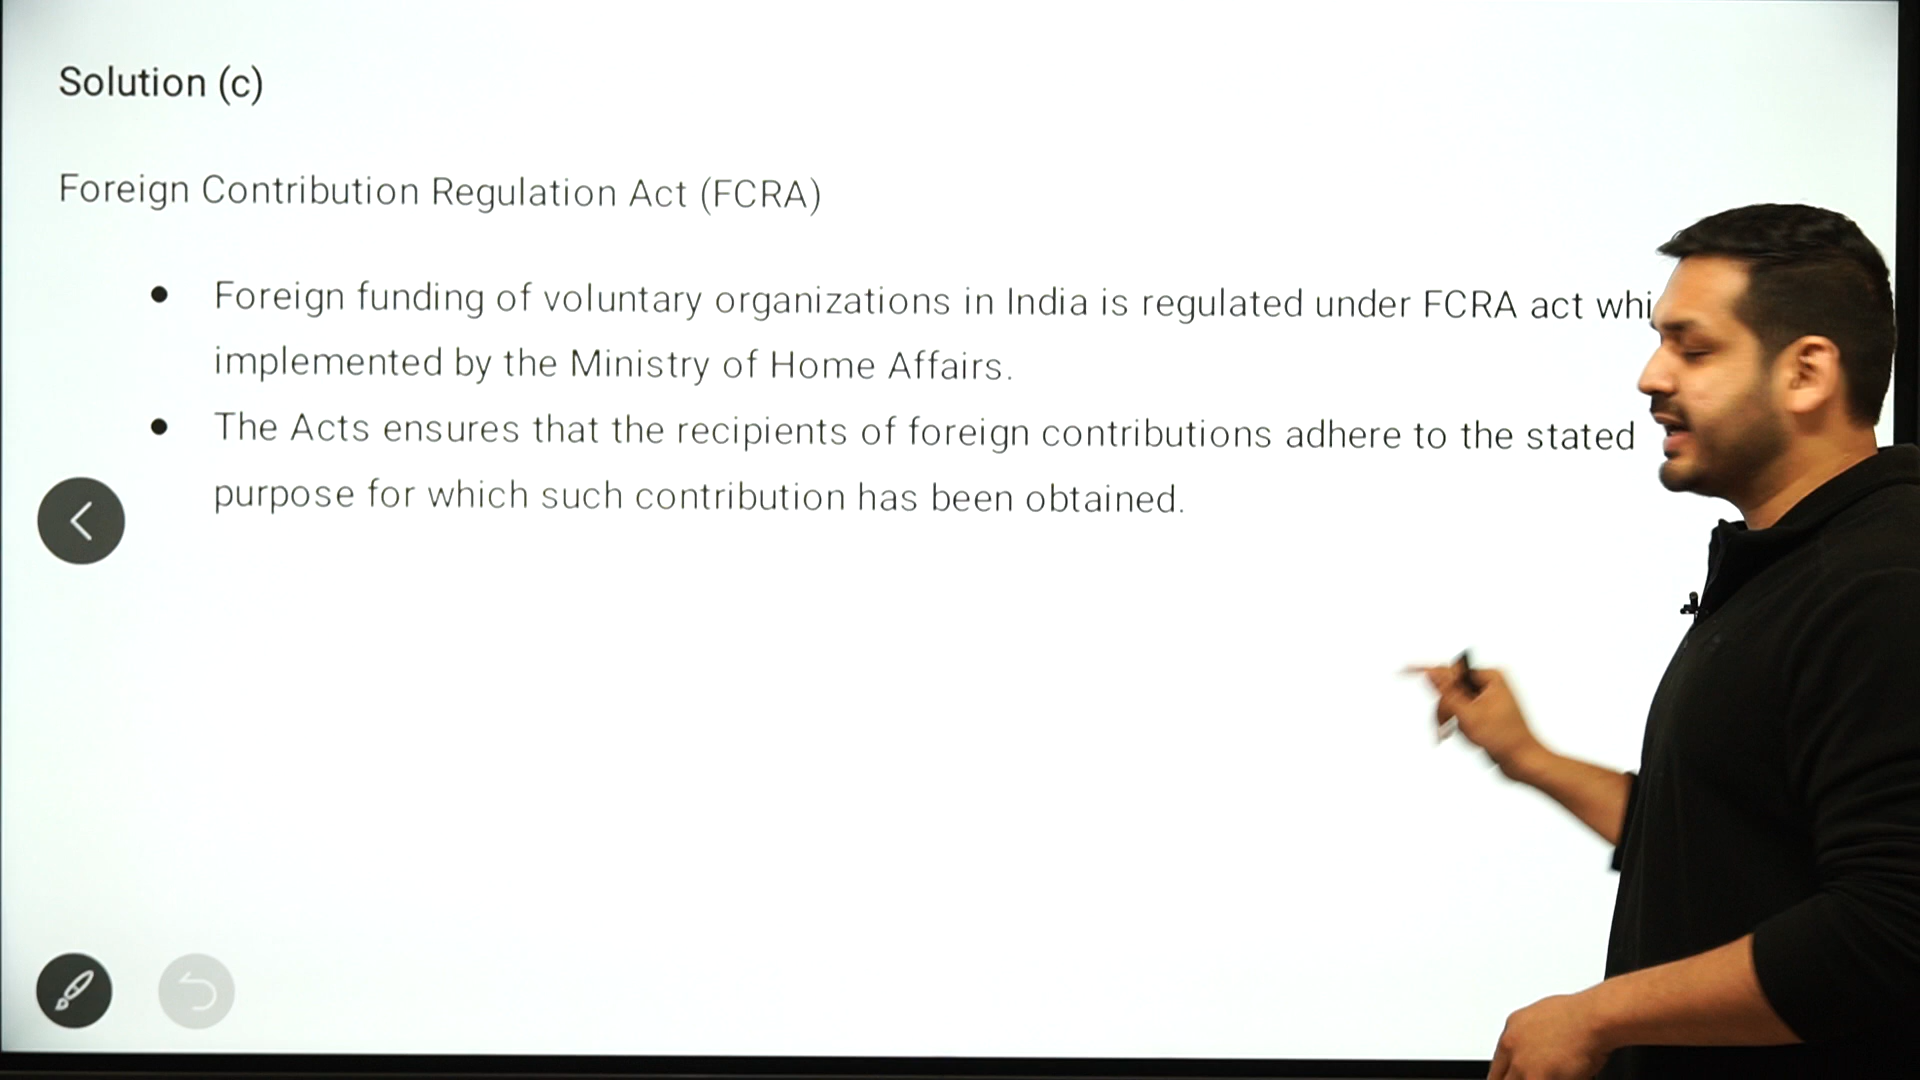 Solution (c)
Foreign Contribution Regulation Act (FCRA)
● Foreign funding of voluntary organizations in India is regulated under FCRA act
implemented by the Ministry of Home Affairs.
● The Acts ensures that the recipients of foreign contributions adhere to the stated
purpose for which such contribution has been obtained.